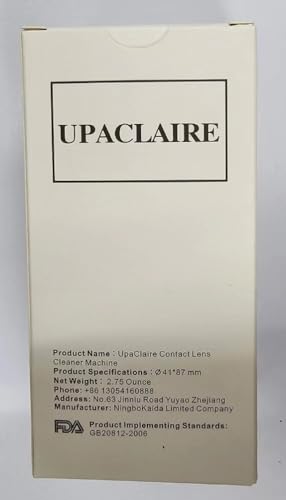 UPACLAIRE
Product Name : UpaClaire Contact Lens
Cleaner Machine
Product Specifications : Ø41*87 mm
Net Weight : 2.75 Ounce
Phone: +86 13054160888
Address: No.63 Jinniu Road Yuyao Zhejiang
Manufacturer: NingboKaida Limited Company
FDA Product Implementing Standards:
GB20812-2006